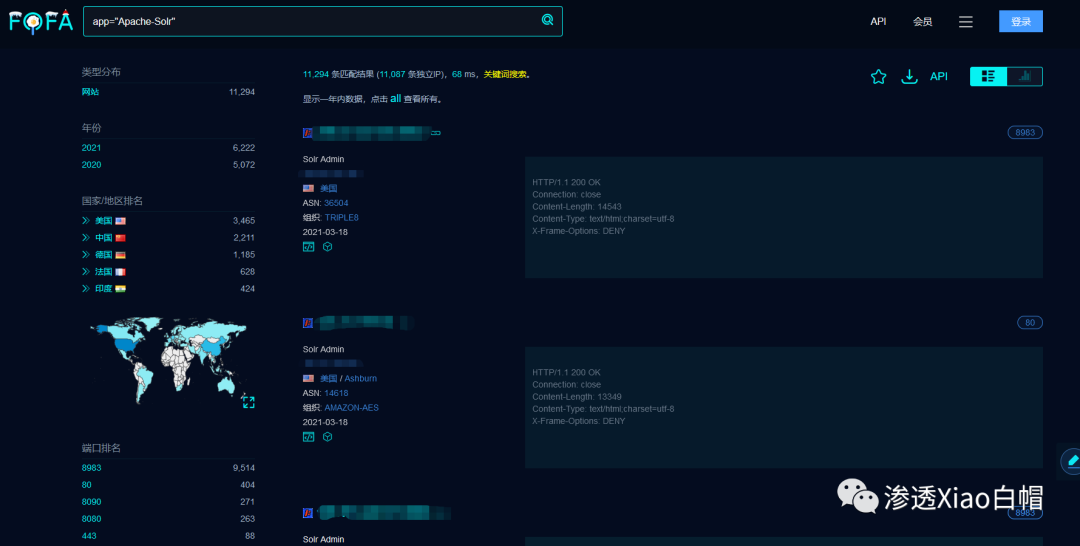 FOFA
app="Apache-Solr"
API
会员
登录
类型分布
网站 11,294
年份
2021 6,222
2020 5,072
国家/地区排名
美国 3,465
中国 2,211
德国 1,185
法国 628
印度 424
端口排名
8983 9,514
80 404
8090 271
8080 263
443 88
11,294 条匹配结果 (11,087 条独立IP)，68 ms，关键词搜索。
显示一年内数据，点击 all 查看所有。
API
8983
Solr Admin
美国
ASN: 36504
组织: TRIPLE8
2021-03-18
HTTP/1.1 200 OK
Connection: close
Content-Length: 14543
Content-Type: text/html;charset=utf-8
X-Frame-Options: DENY
80
Solr Admin
美国 / Ashburn
ASN: 14618
组织: AMAZON-AES
2021-03-18
HTTP/1.1 200 OK
Connection: close
Content-Length: 13349
Content-Type: text/html;charset=utf-8
X-Frame-Options: DENY
8983
Solr Admin
渗透Xiao白帽